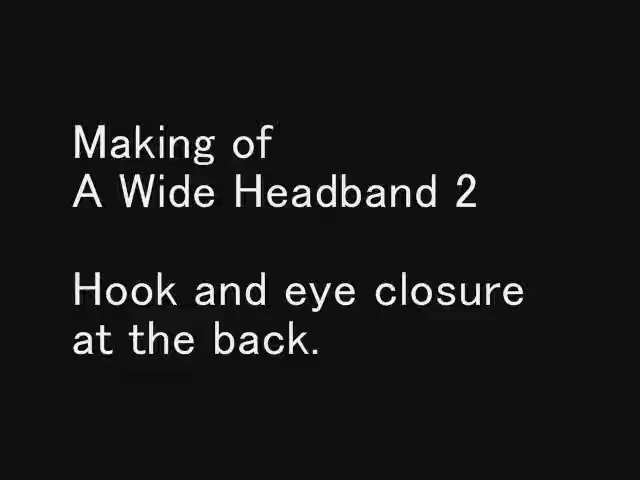 Making of
A Wide Headband 2
Hook and eye closure
at the back.